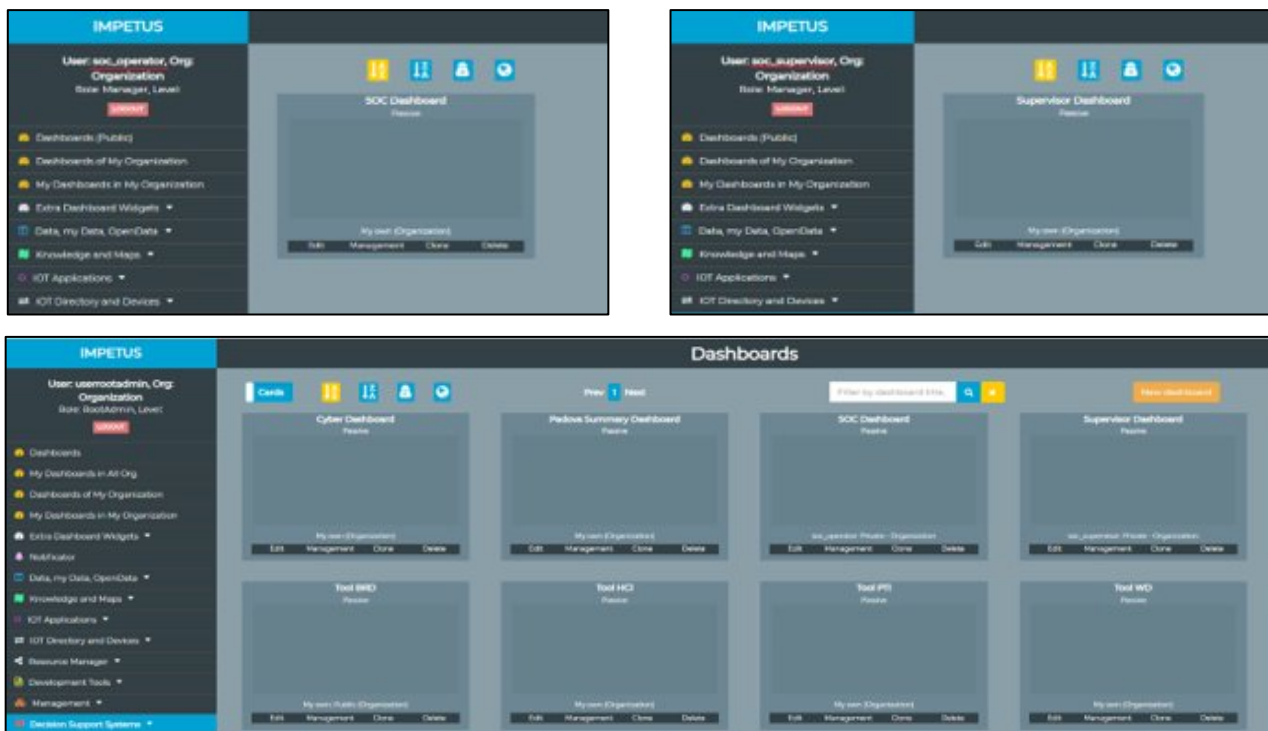 IMPETUS
User: soc_operator, Org:
Organization
Role: Manager, Level:
LOGOUT
Dashboards (Public)
Dashboards of My Organization
My Dashboards in My Organization
Extra Dashboard Widgets
Data, my Data, OpenData
Knowledge and Maps
IOT Applications
IOT Directory and Devices
SOC Dashboard
Passive
My own (Organization)
Edit Management Clone Delete
IMPETUS
User: soc_supervisor, Org:
Organization
Role: Manager, Level:
LOGOUT
Dashboards (Public)
Dashboards of My Organization
My Dashboards in My Organization
Extra Dashboard Widgets
Data, my Data, OpenData
Knowledge and Maps
IOT Applications
IOT Directory and Devices
Supervisor Dashboard
Passive
My own (Organization)
Edit Management Clone Delete
IMPETUS
Dashboards
User: userrootadmin, Org:
Organization
Role: RootAdmin, Level:
LOGOUT
Dashboards
My Dashboards in All Org
Dashboards of My Organization
My Dashboards in My Organization
Extra Dashboard Widgets
Notificator
Data, my Data, OpenData
Knowledge and Maps
IOT Applications
IOT Directory and Devices
Resource Manager
Development Tools
Management
Decision Support Systems
Cards
Prev 1 Next
Filter by dashboard title,
New dashboard
Cyber Dashboard
Passive
My own (Organization)
Edit Management Clone Delete
Padova Summary Dashboard
Passive
My own (Organization)
Edit Management Clone Delete
SOC Dashboard
Passive
soc_operator: Private - Organization
Edit Management Clone Delete
Supervisor Dashboard
Passive
soc_supervisor: Private - Organization
Edit Management Clone Delete
Tool BRD
Passive
My own: Public (Organization)
Edit Management Clone Delete
Tool HCI
Passive
My own (Organization)
Edit Management Clone Delete
Tool PTI
Passive
My own (Organization)
Edit Management Clone Delete
Tool WD
Passive
My own (Organization)
Edit Management Clone Delete